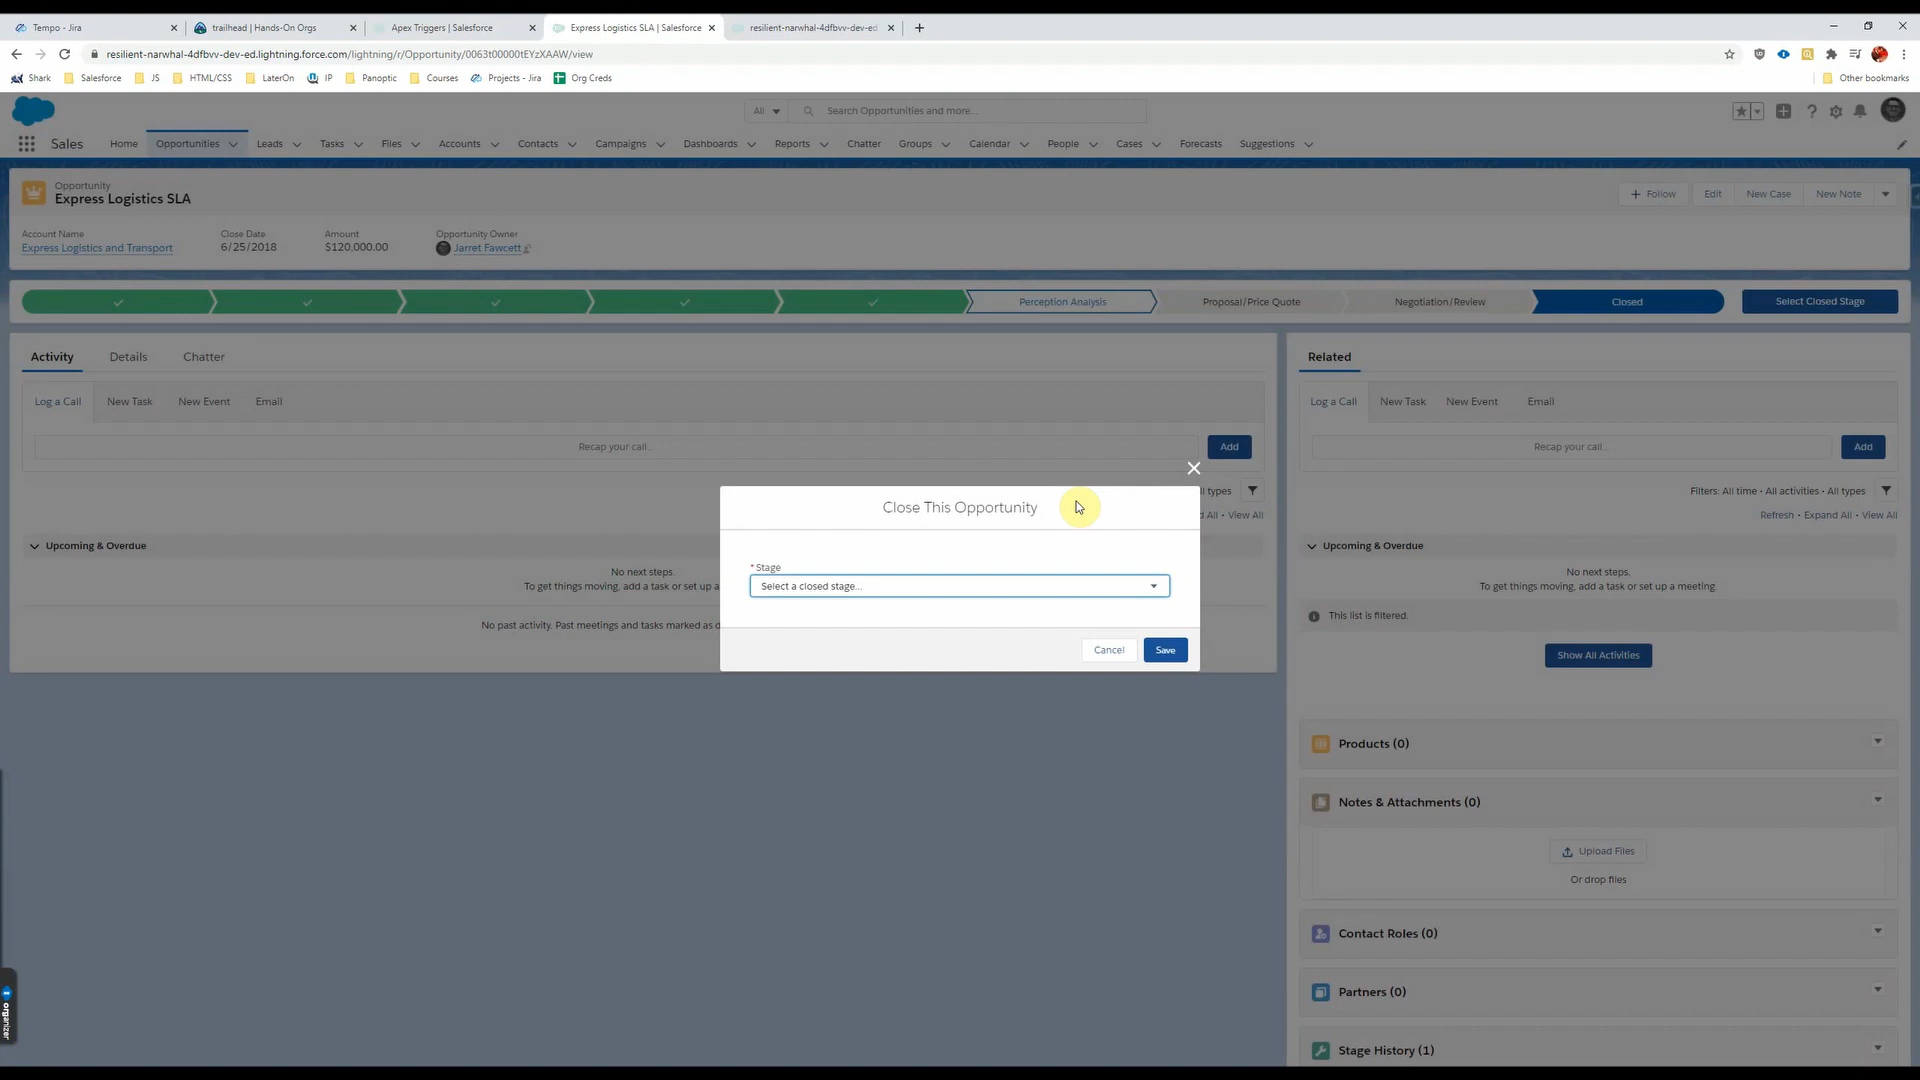 Tempo - Jira
trailhead | Hands-On Orgs
Apex Triggers | Salesforce
Express Logistics SLA | Salesforce
resilient-narwhal-4dfbvv-dev-ed
resilient-narwhal-4dfbvv-dev-ed.lightning.force.com/lightning/r/Opportunity/0063t00000tEYzXAAW/view
Shark
Salesforce
JS
HTML/CSS
LaterOn
IP
Panoptic
Courses
Projects - Jira
Org Creds
Other bookmarks
All
Search Opportunities and more...
Sales
Home
Opportunities
Leads
Tasks
Files
Accounts
Contacts
Campaigns
Dashboards
Reports
Chatter
Groups
Calendar
People
Cases
Forecasts
Suggestions
Opportunity
Express Logistics SLA
+ Follow
Edit
New Case
New Note
Account Name
Express Logistics and Transport
Close Date
6/25/2018
Amount
$120,000.00
Opportunity Owner
Jarret Fawcett
Perception Analysis
Proposal/Price Quote
Negotiation/Review
Closed
Select Closed Stage
Activity
Details
Chatter
Log a Call
New Task
New Event
Email
Recap your call...
Add
ll types
d All • View All
Upcoming & Overdue
No next steps.
To get things moving, add a task or set up a
No past activity. Past meetings and tasks marked as d
Close This Opportunity
* Stage
Select a closed stage...
Cancel
Save
Related
Log a Call
New Task
New Event
Email
Recap your call...
Add
Filters: All time • All activities • All types
Refresh • Expand All • View All
Upcoming & Overdue
No next steps.
To get things moving, add a task or set up a meeting.
This list is filtered.
Show All Activities
Products (0)
Notes & Attachments (0)
Upload Files
Or drop files
Contact Roles (0)
Partners (0)
Stage History (1)
organizer